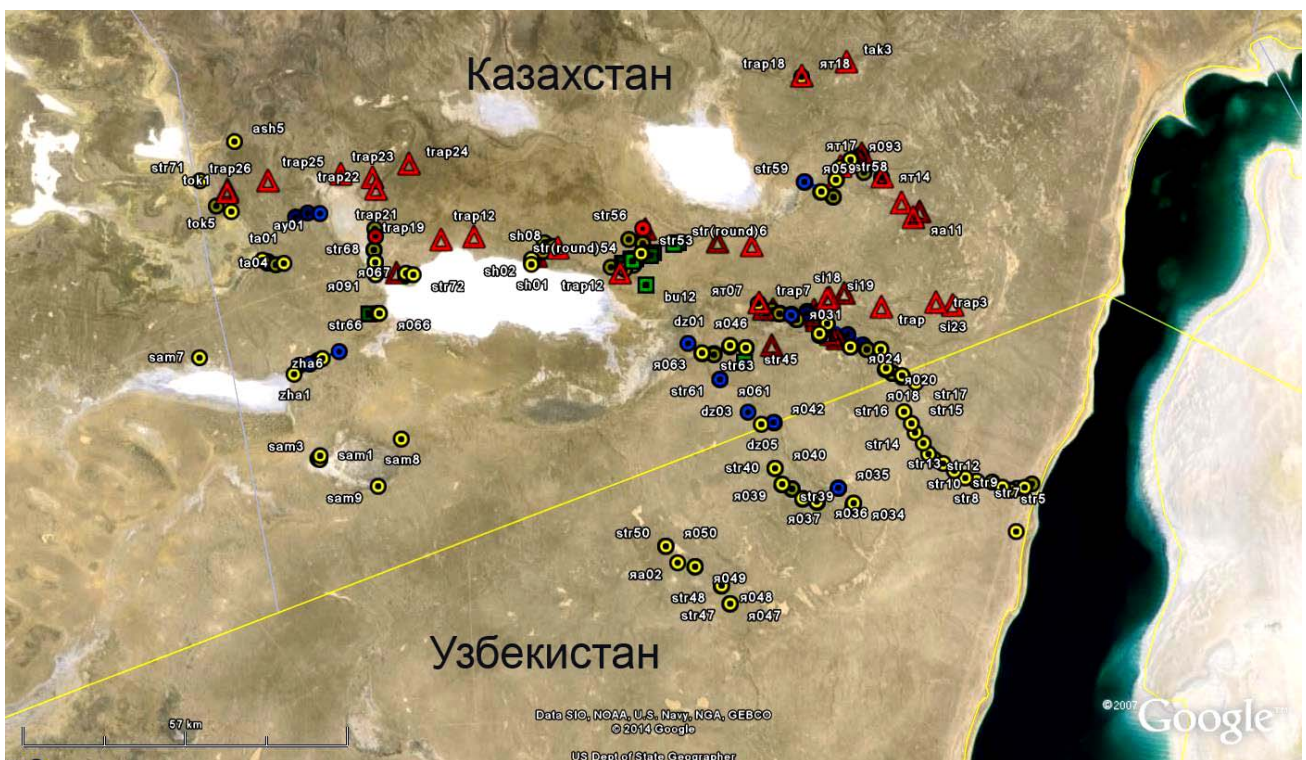 tak3
trap18
ят18
Казахстан
ash5
ят17
я093
trap24
trap23
trap25
str71
trap26
trap22
str59
я059
str58
tok1
ят14
tok5
ay01
trap21
trap12
str56
trap19
яa11
ta01
sh08
str(round)6
str53
str68
str(round)54
ta04
я067
sh02
sh01
trap12
si18
я091
str72
si19
bu12
ят07
trap7
trap3
trap
si23
str66
я066
dz01
я046
я031
sam7
zha6
я063
str63
str45
я024
zha1
str61
я061
я020
str17
я018
dz03
я042
str16
str15
sam3
sam1
sam8
dz05
str14
str13
str12
str40
я040
sam9
str10
str9
я035
я039
str39
str8
str7
str5
я037
я036
я034
str50
я050
яa02
я049
str48
я048
str47
я047
Узбекистан
57 km
Data SIO, NOAA, U.S. Navy, NGA, GEBCO
© 2014 Google
US Dept of State Geographer
©2007 Google